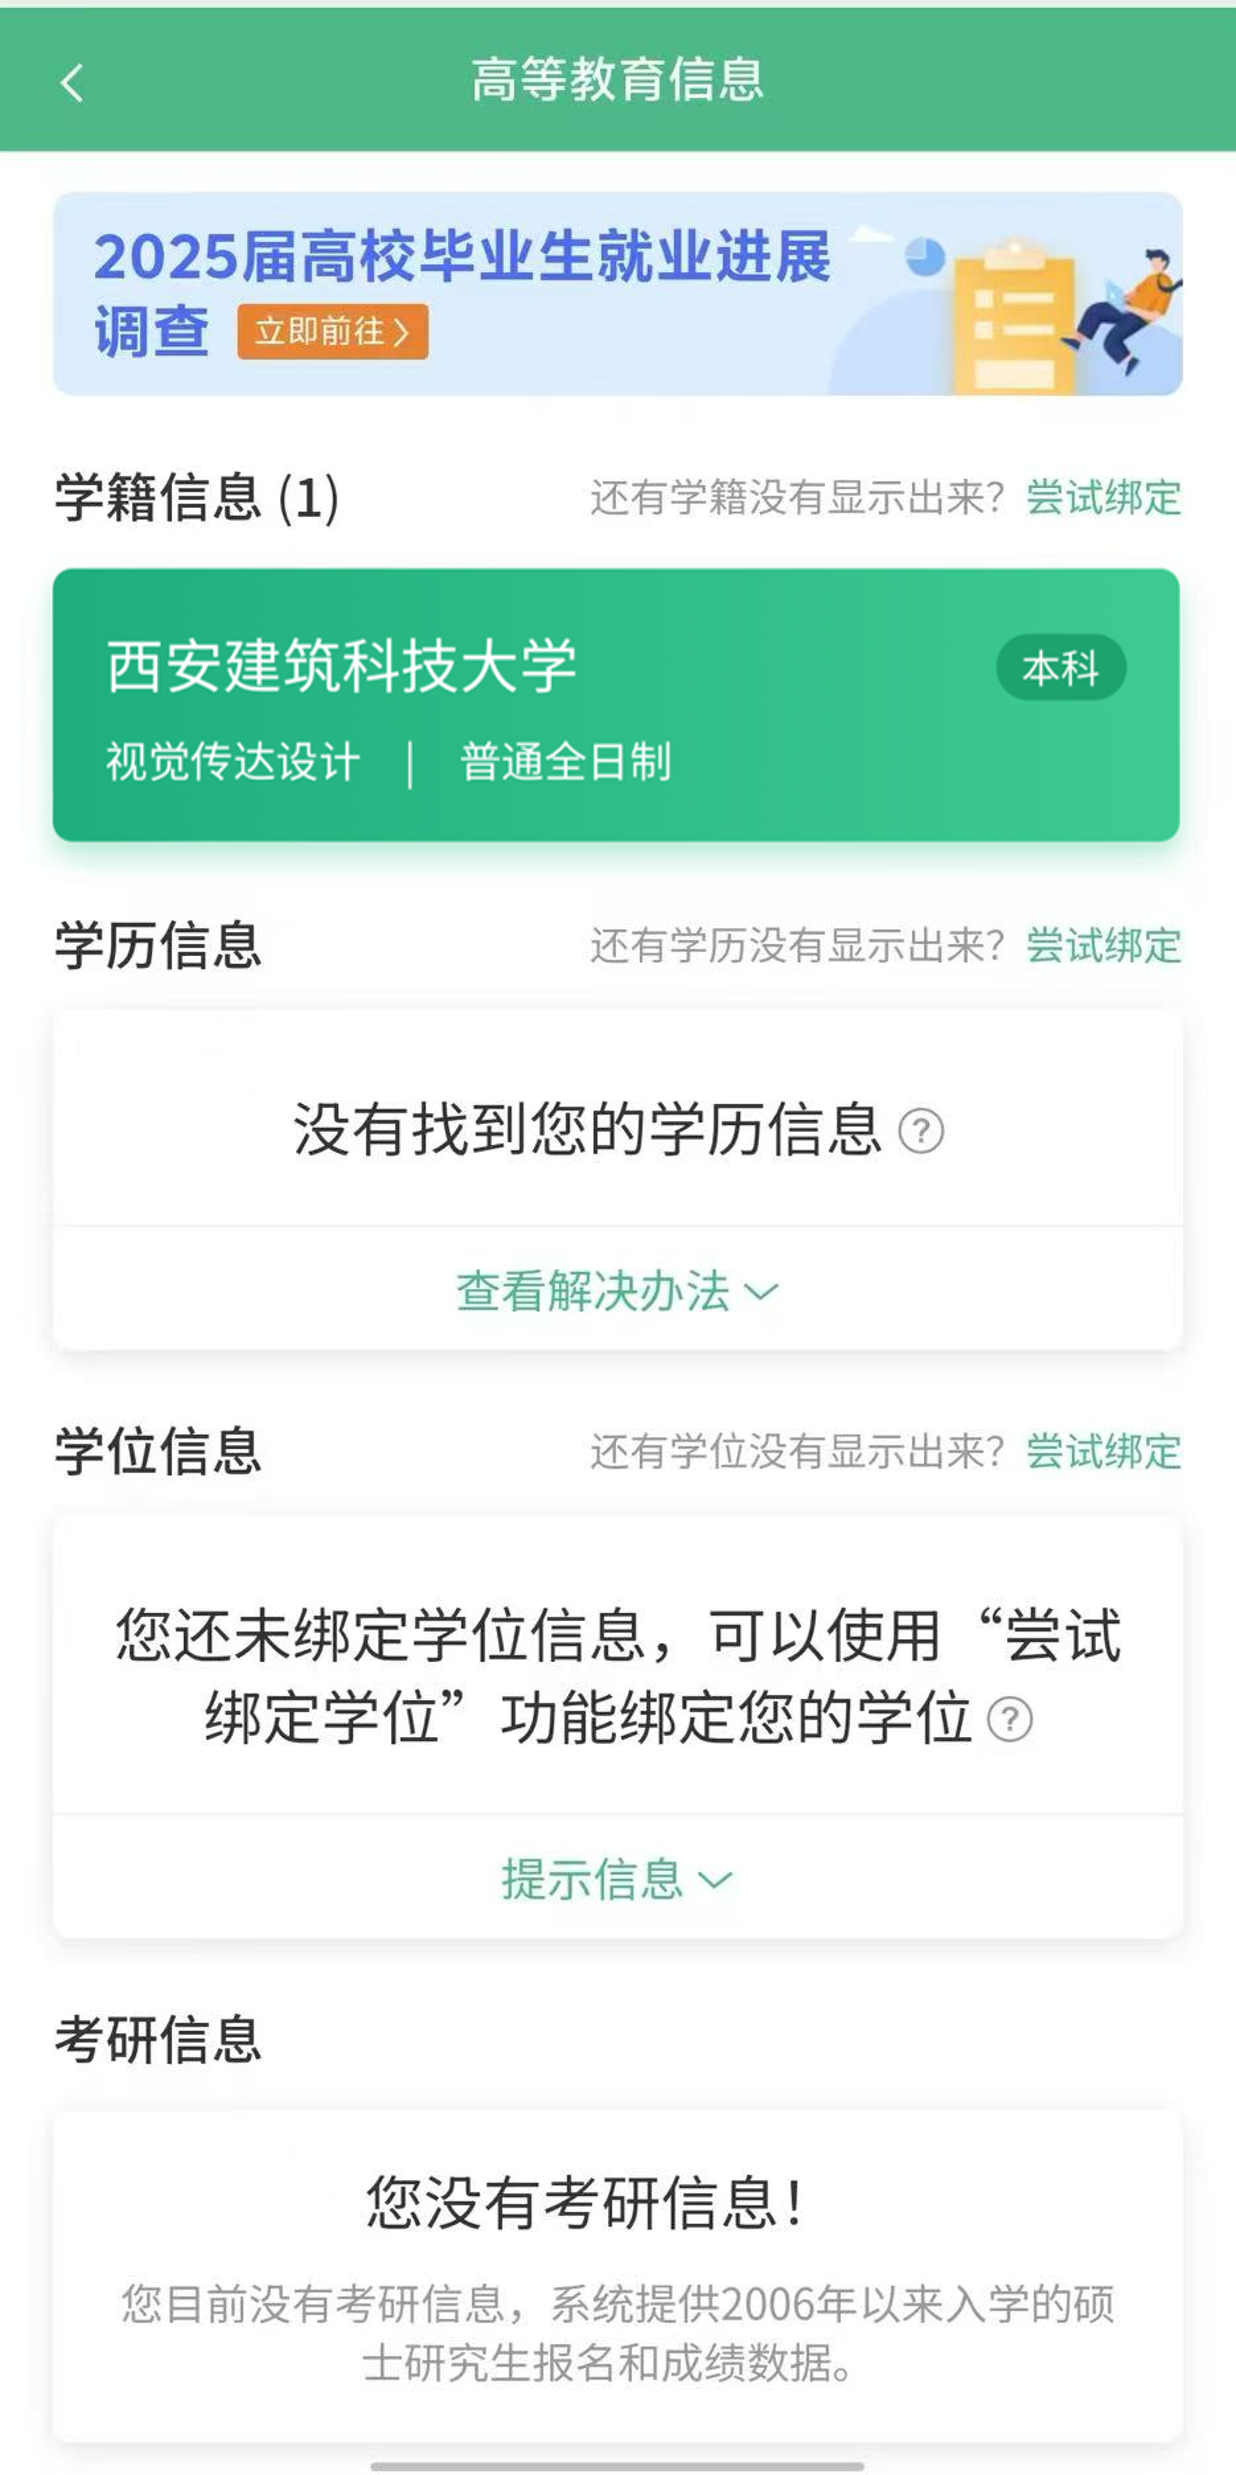 高等教育信息
2025届高校毕业生就业进展
调查 立即前往
学籍信息 (1) 还有学籍没有显示出来? 尝试绑定
西安建筑科技大学 本科
视觉传达设计 | 普通全日制
学历信息 还有学历没有显示出来? 尝试绑定
没有找到您的学历信息 ?
查看解决办法
学位信息 还有学位没有显示出来? 尝试绑定
您还未绑定学位信息，可以使用“尝试
绑定学位”功能绑定您的学位 ?
提示信息
考研信息
您没有考研信息！
您目前没有考研信息，系统提供2006年以来入学的硕
士研究生报名和成绩数据。